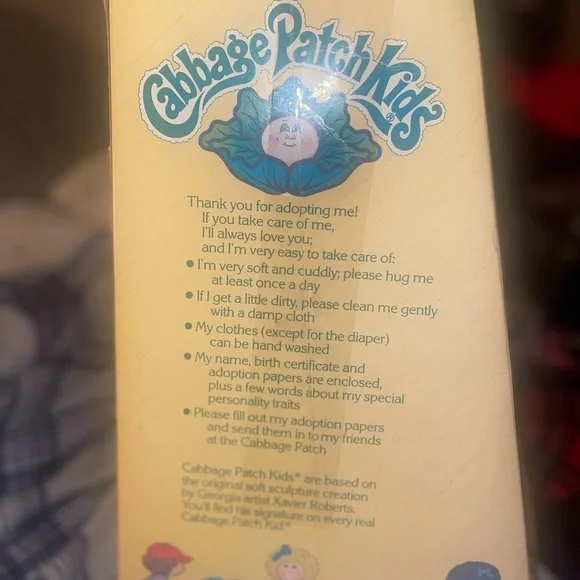 Cabbage Patch Kids®
Thank you for adopting me!
If you take care of me,
I'll always love you;
and I'm very easy to take care of:
• I'm very soft and cuddly; please hug me
at least once a day
• If I get a little dirty, please clean me gently
with a damp cloth
• My clothes (except for the diaper)
can be hand washed
• My name, birth certificate and
adoption papers are enclosed,
plus a few words about my special
personality traits
• Please fill out my adoption papers
and send them in to my friends
at the Cabbage Patch
Cabbage Patch Kids® are based on
the original soft sculpture creation
by Georgia artist Xavier Roberts.
You'll find his signature on every real
Cabbage Patch Kid®